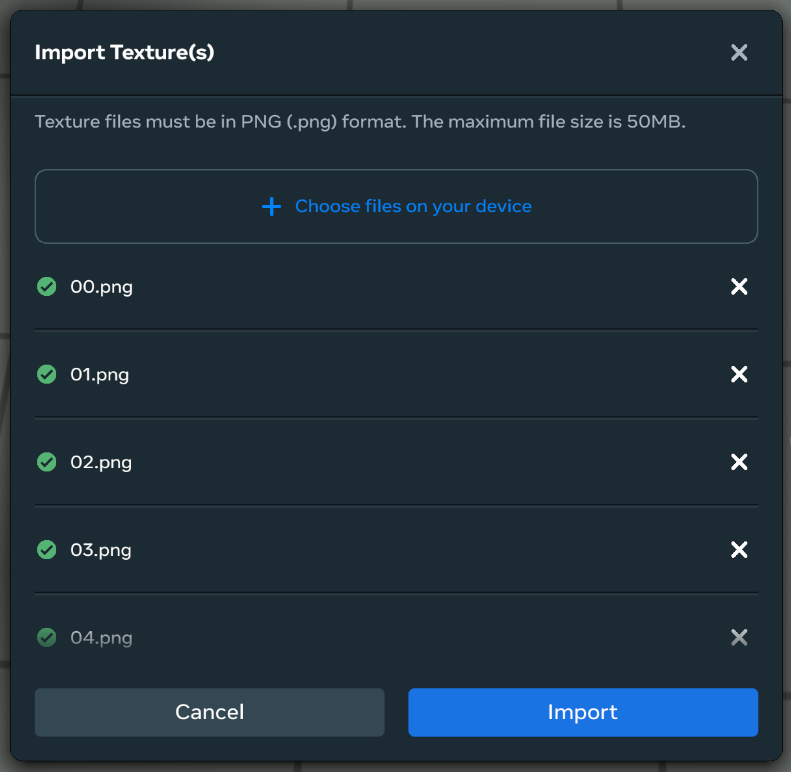 Import Texture(s)
Texture files must be in PNG (.png) format. The maximum file size is 50MB.
Choose files on your device
00.png
01.png
02.png
03.png
04.png
Cancel
Import